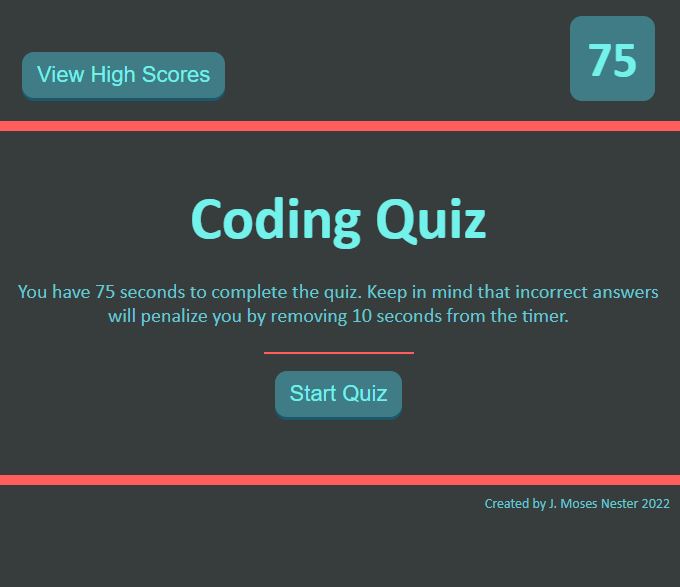 View High Scores
75
Coding Quiz
You have 75 seconds to complete the quiz. Keep in mind that incorrect answers
will penalize you by removing 10 seconds from the timer.
Start Quiz
Created by J. Moses Nester 2022